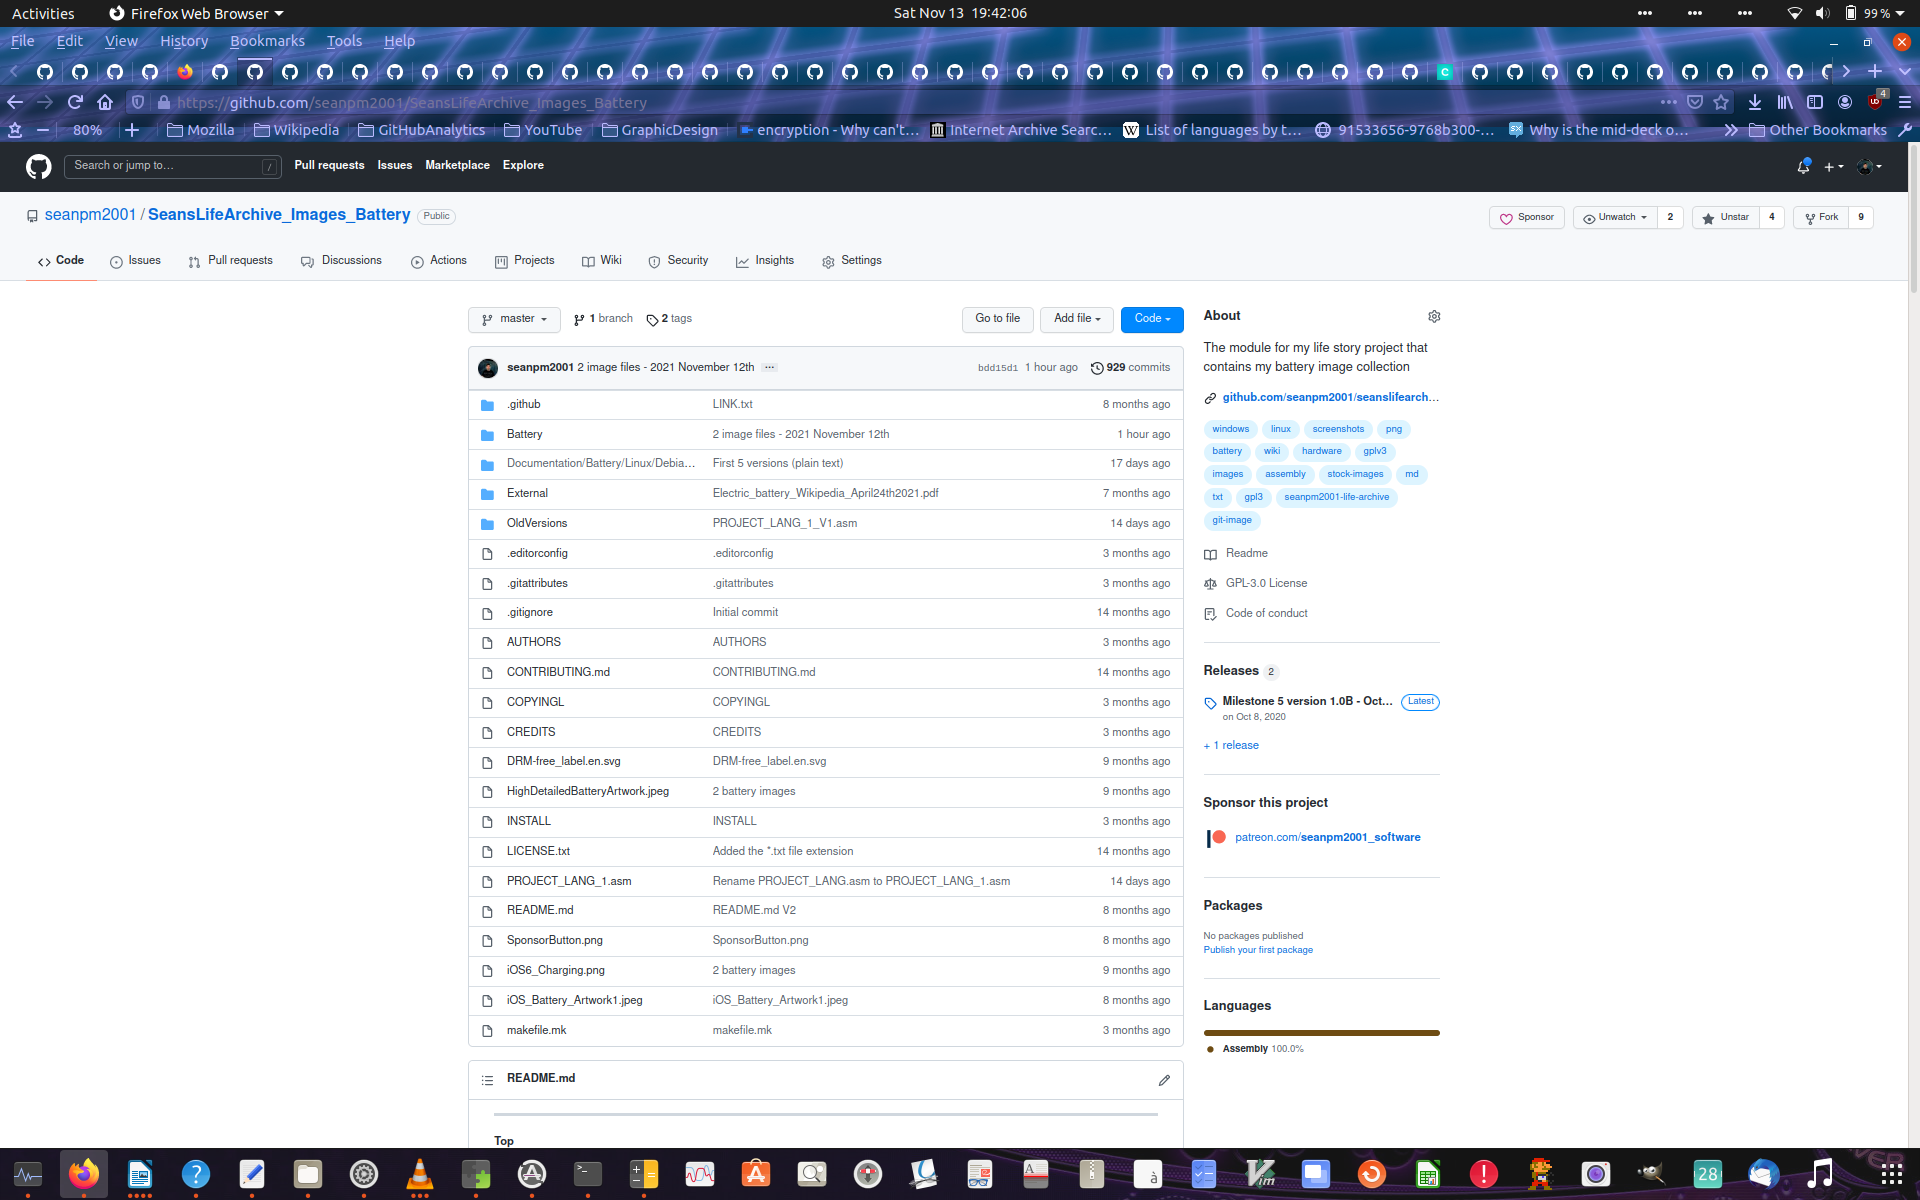 Activities Firefox Web Browser Sat Nov 13 19:42:06 99 %
File Edit View History Bookmarks Tools Help
https://github.com/seanpm2001/SeansLifeArchive_Images_Battery 4
80% Mozilla Wikipedia GitHubAnalytics YouTube GraphicDesign encryption - Why can't… Internet Archive Searc… List of languages by t… 91533656-9768b300-… Why is the mid-deck o… Other Bookmarks
Search or jump to… / Pull requests Issues Marketplace Explore
seanpm2001 / SeansLifeArchive_Images_Battery Public Sponsor Unwatch 2 Unstar 4 Fork 9
Code Issues Pull requests Discussions Actions Projects Wiki Security Insights Settings
master 1 branch 2 tags Go to file Add file Code
seanpm2001 2 image files - 2021 November 12th ··· bdd15d1 1 hour ago 929 commits
.github LINK.txt 8 months ago
Battery 2 image files - 2021 November 12th 1 hour ago
Documentation/Battery/Linux/Debia… First 5 versions (plain text) 17 days ago
External Electric_battery_Wikipedia_April24th2021.pdf 7 months ago
OldVersions PROJECT_LANG_1_V1.asm 14 days ago
.editorconfig .editorconfig 3 months ago
.gitattributes .gitattributes 3 months ago
.gitignore Initial commit 14 months ago
AUTHORS AUTHORS 3 months ago
CONTRIBUTING.md CONTRIBUTING.md 14 months ago
COPYINGL COPYINGL 3 months ago
CREDITS CREDITS 3 months ago
DRM-free_label.en.svg DRM-free_label.en.svg 9 months ago
HighDetailedBatteryArtwork.jpeg 2 battery images 9 months ago
INSTALL INSTALL 3 months ago
LICENSE.txt Added the *.txt file extension 14 months ago
PROJECT_LANG_1.asm Rename PROJECT_LANG.asm to PROJECT_LANG_1.asm 14 days ago
README.md README.md V2 8 months ago
SponsorButton.png SponsorButton.png 8 months ago
iOS6_Charging.png 2 battery images 9 months ago
iOS_Battery_Artwork1.jpeg iOS_Battery_Artwork1.jpeg 8 months ago
makefile.mk makefile.mk 3 months ago
README.md
Top
About
The module for my life story project that
contains my battery image collection
github.com/seanpm2001/seanslifearch…
windows linux screenshots png
battery wiki hardware gplv3
images assembly stock-images md
txt gpl3 seanpm2001-life-archive
git-image
Readme
GPL-3.0 License
Code of conduct
Releases 2
Milestone 5 version 1.0B - Oct… Latest
on Oct 8, 2020
+ 1 release
Sponsor this project
patreon.com/seanpm2001_software
Packages
No packages published
Publish your first package
Languages
Assembly 100.0%
28